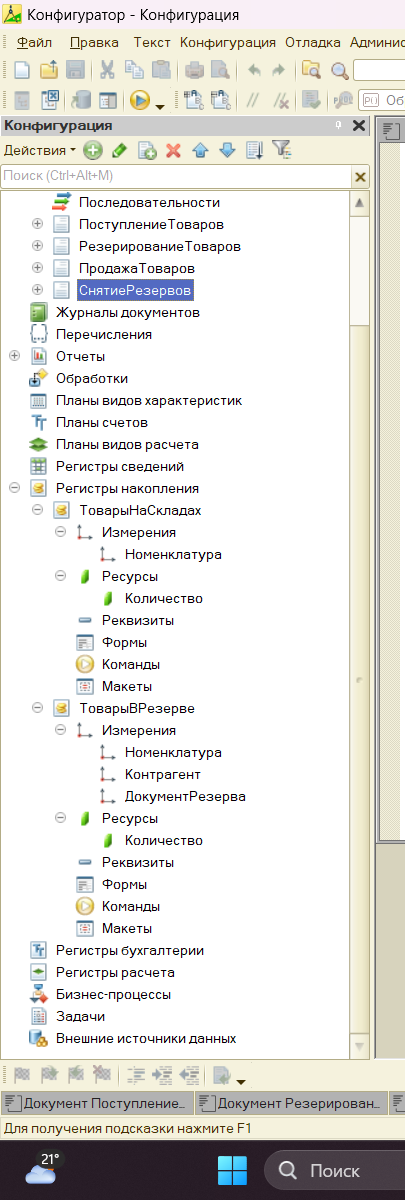 Конфигуратор - Конфигурация
Файл Правка Текст Конфигурация Отладка Админис
Об
Конфигурация
Действия
Поиск (Ctrl+Alt+M)
Последовательности
ПоступлениеТоваров
РезервированиеТоваров
ПродажаТоваров
СнятиеРезервов
Журналы документов
Перечисления
Отчеты
Обработки
Планы видов характеристик
Планы счетов
Планы видов расчета
Регистры сведений
Регистры накопления
ТоварыНаСкладах
Измерения
Номенклатура
Ресурсы
Количество
Реквизиты
Формы
Команды
Макеты
ТоварыВРезерве
Измерения
Номенклатура
Контрагент
ДокументРезерва
Ресурсы
Количество
Реквизиты
Формы
Команды
Макеты
Регистры бухгалтерии
Регистры расчета
Бизнес-процессы
Задачи
Внешние источники данных
Документ Поступление... Документ Резервирован...
Для получения подсказки нажмите F1
21°
Поиск